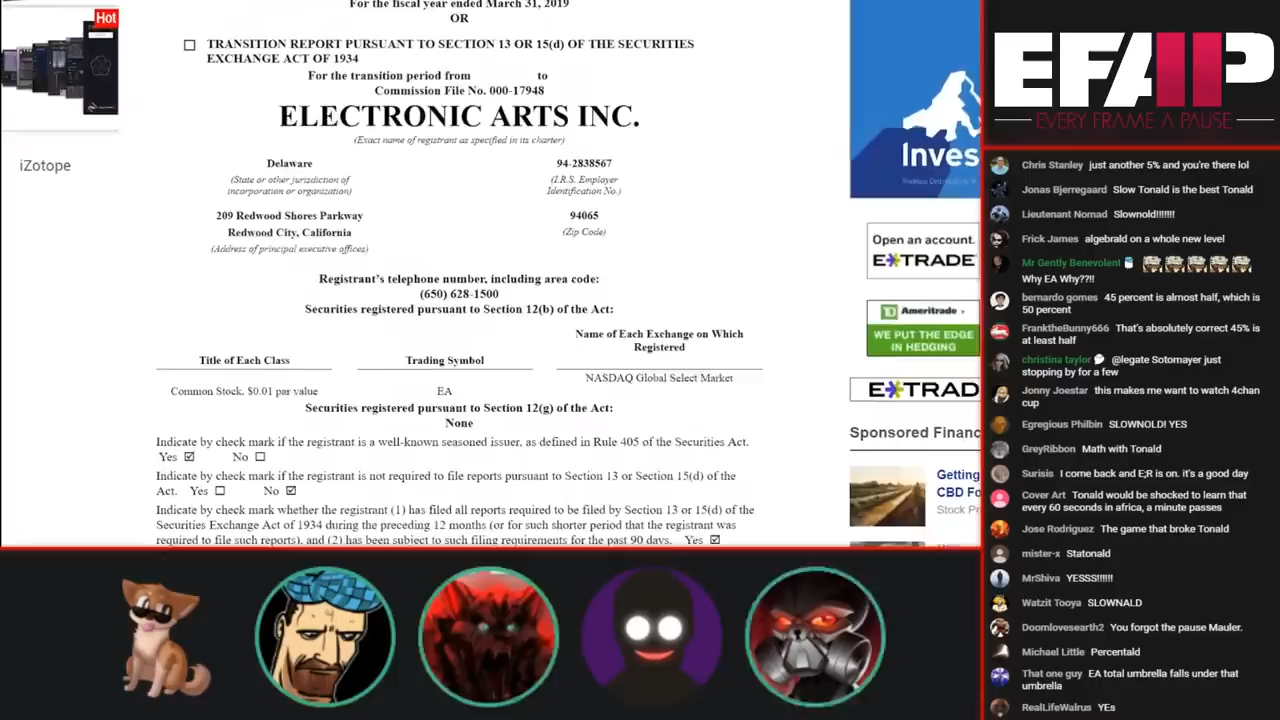 Hot
iZotope
For the fiscal year ended March 31, 2019
OR
☐ TRANSITION REPORT PURSUANT TO SECTION 13 OR 15(d) OF THE SECURITIES
EXCHANGE ACT OF 1934
For the transition period from to
Commission File No. 000-17948
ELECTRONIC ARTS INC.
(Exact name of registrant as specified in its charter)
Delaware 94-2838567
(State or other jurisdiction of (I.R.S. Employer
incorporation or organization) Identification No.)
209 Redwood Shores Parkway 94065
Redwood City, California (Zip Code)
(Address of principal executive offices)
Registrant's telephone number, including area code:
(650) 628-1500
Securities registered pursuant to Section 12(b) of the Act:
Name of Each Exchange on Which
Title of Each Class Trading Symbol Registered
Common Stock, $0.01 par value EA NASDAQ Global Select Market
Securities registered pursuant to Section 12(g) of the Act:
None
Indicate by check mark if the registrant is a well-known seasoned issuer, as defined in Rule 405 of the Securities Act.
Yes ☑ No ☐
Indicate by check mark if the registrant is not required to file reports pursuant to Section 13 or Section 15(d) of the
Act. Yes ☐ No ☑
Indicate by check mark whether the registrant (1) has filed all reports required to be filed by Section 13 or 15(d) of the
Securities Exchange Act of 1934 during the preceding 12 months (or for such shorter period that the registrant was
required to file such reports), and (2) has been subject to such filing requirements for the past 90 days. Yes ☑
Inves
Open an account.
E*TRADE
Ameritrade
WE PUT THE EDGE
IN HEDGING
E*TRAD
Sponsored Financ
Getting
CBD Fo
Stock Pr
EFAP
EVERY FRAME A PAUSE
Chris Stanley just another 5% and you're there lol
Jonas Bjerregaard Slow Tonald is the best Tonald
Lieutenant Nomad Slownold!!!!!!!
Frick James algebrald on a whole new level
Mr Gently Benevolent
Why EA Why??!!
bernardo gomes 45 percent is almost half, which is
50 percent
FranktheBunny666 That's absolutely correct 45% is
at least half
christina taylor @legate Sotomayer just
stopping by for a few
Jonny Joestar this makes me want to watch 4chan
cup
Egregious Philbin SLOWNOLD! YES
GreyRibbon Math with Tonald
Surisis I come back and E;R is on. it's a good day
Cover Art Tonald would be shocked to learn that
every 60 seconds in africa, a minute passes
Jose Rodriguez The game that broke Tonald
mister-x Statonald
MrShiva YESSS!!!!!!
Watzit Tooya SLOWNALD
Doomlovesearth2 You forgot the pause Mauler.
Michael Little Percentald
That one guy EA total umbrella falls under that
umbrella
RealLifeWalrus YEs